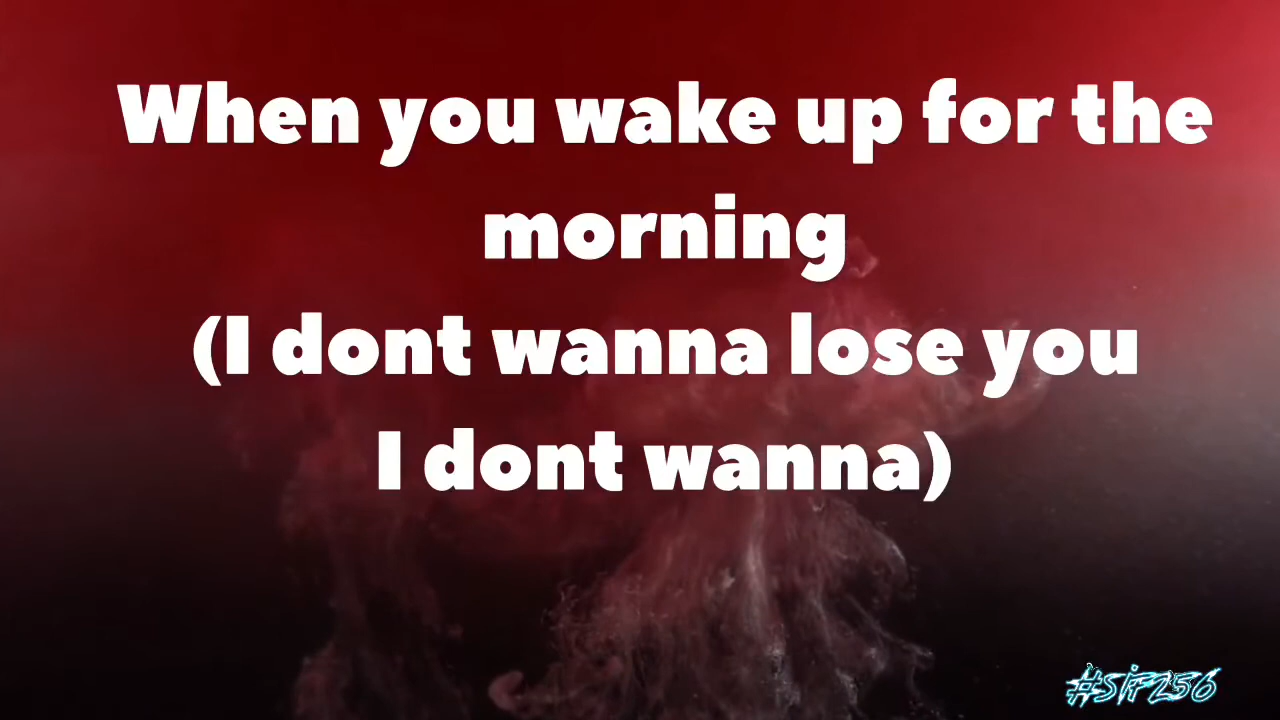 When you wake up for the
morning
(I dont wanna lose you
I dont wanna)
#SiF256